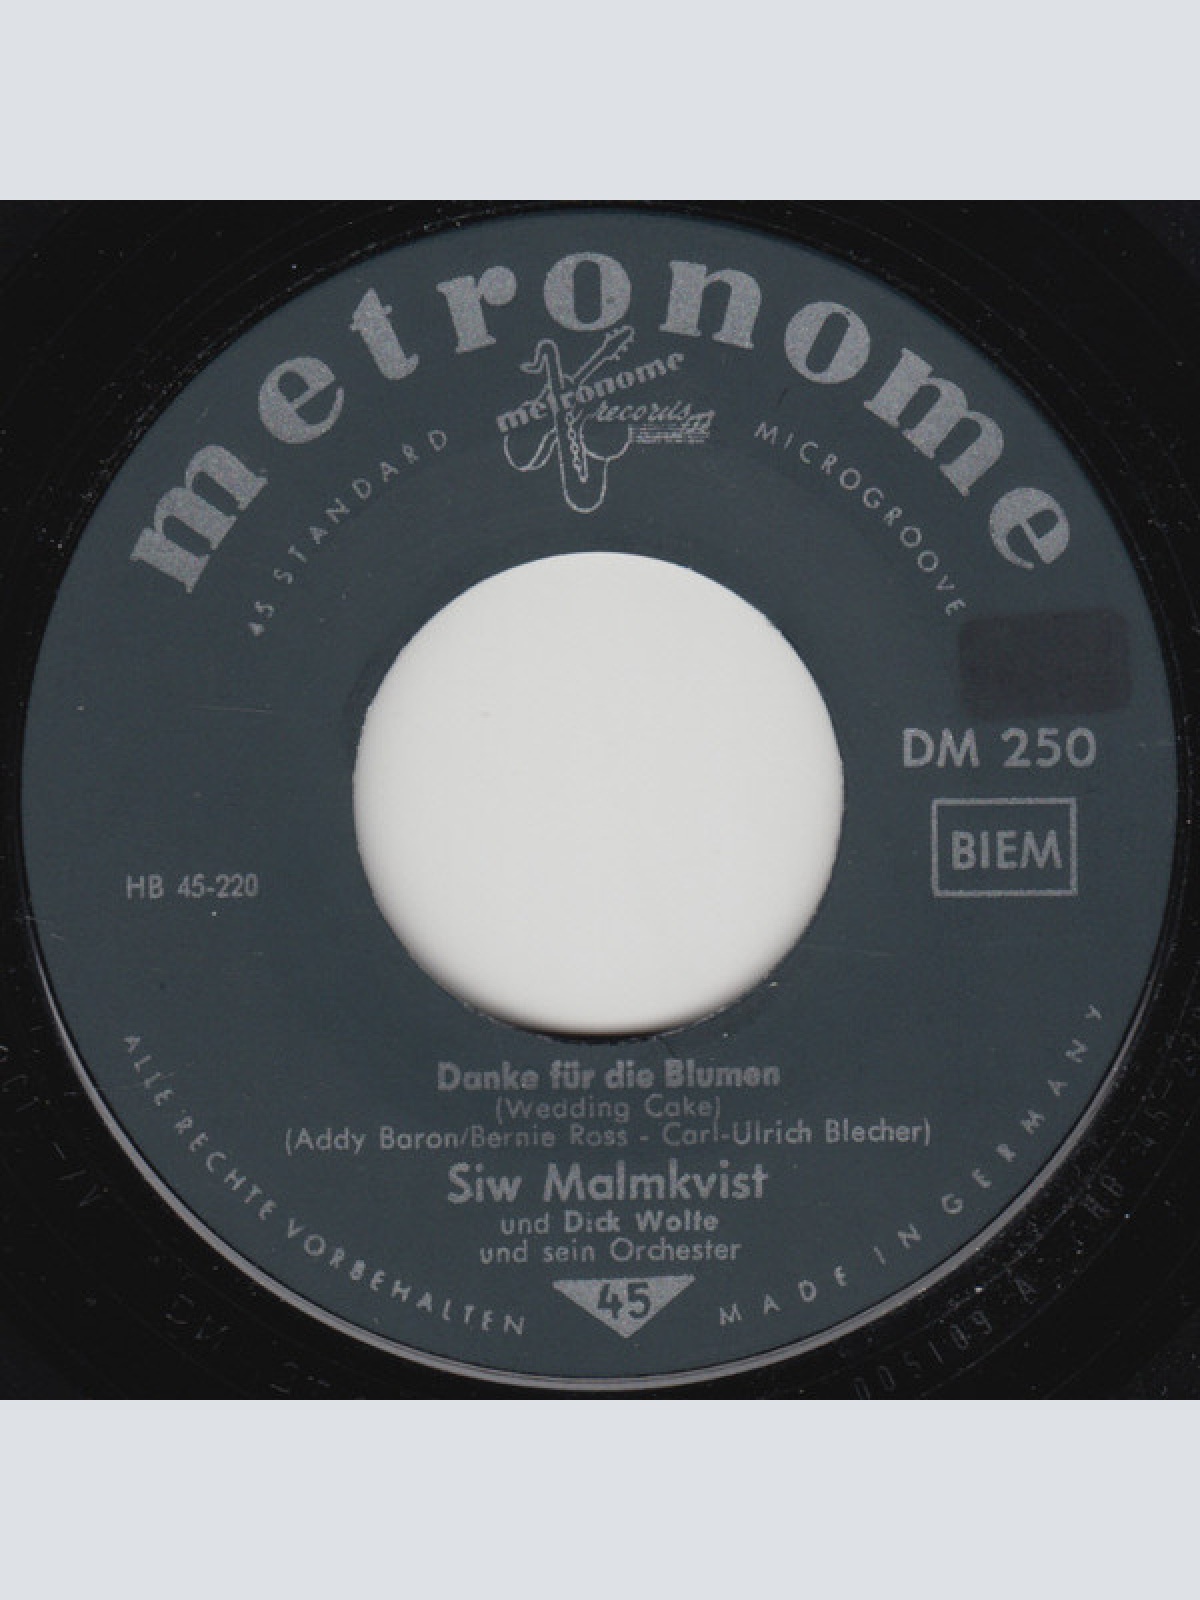 metronome
metronome
records
45 STANDARD
MICROGROOVE
DM 250
BIEM
HB 45-220
Danke für die Blumen
(Wedding Cake)
(Addy Baron/Bernie Ross - Carl-Ulrich Blecher)
Siw Malmkvist
und Dick Wolte
und sein Orchester
45
ALLE RECHTE VORBEHALTEN
MADE IN GERMANY